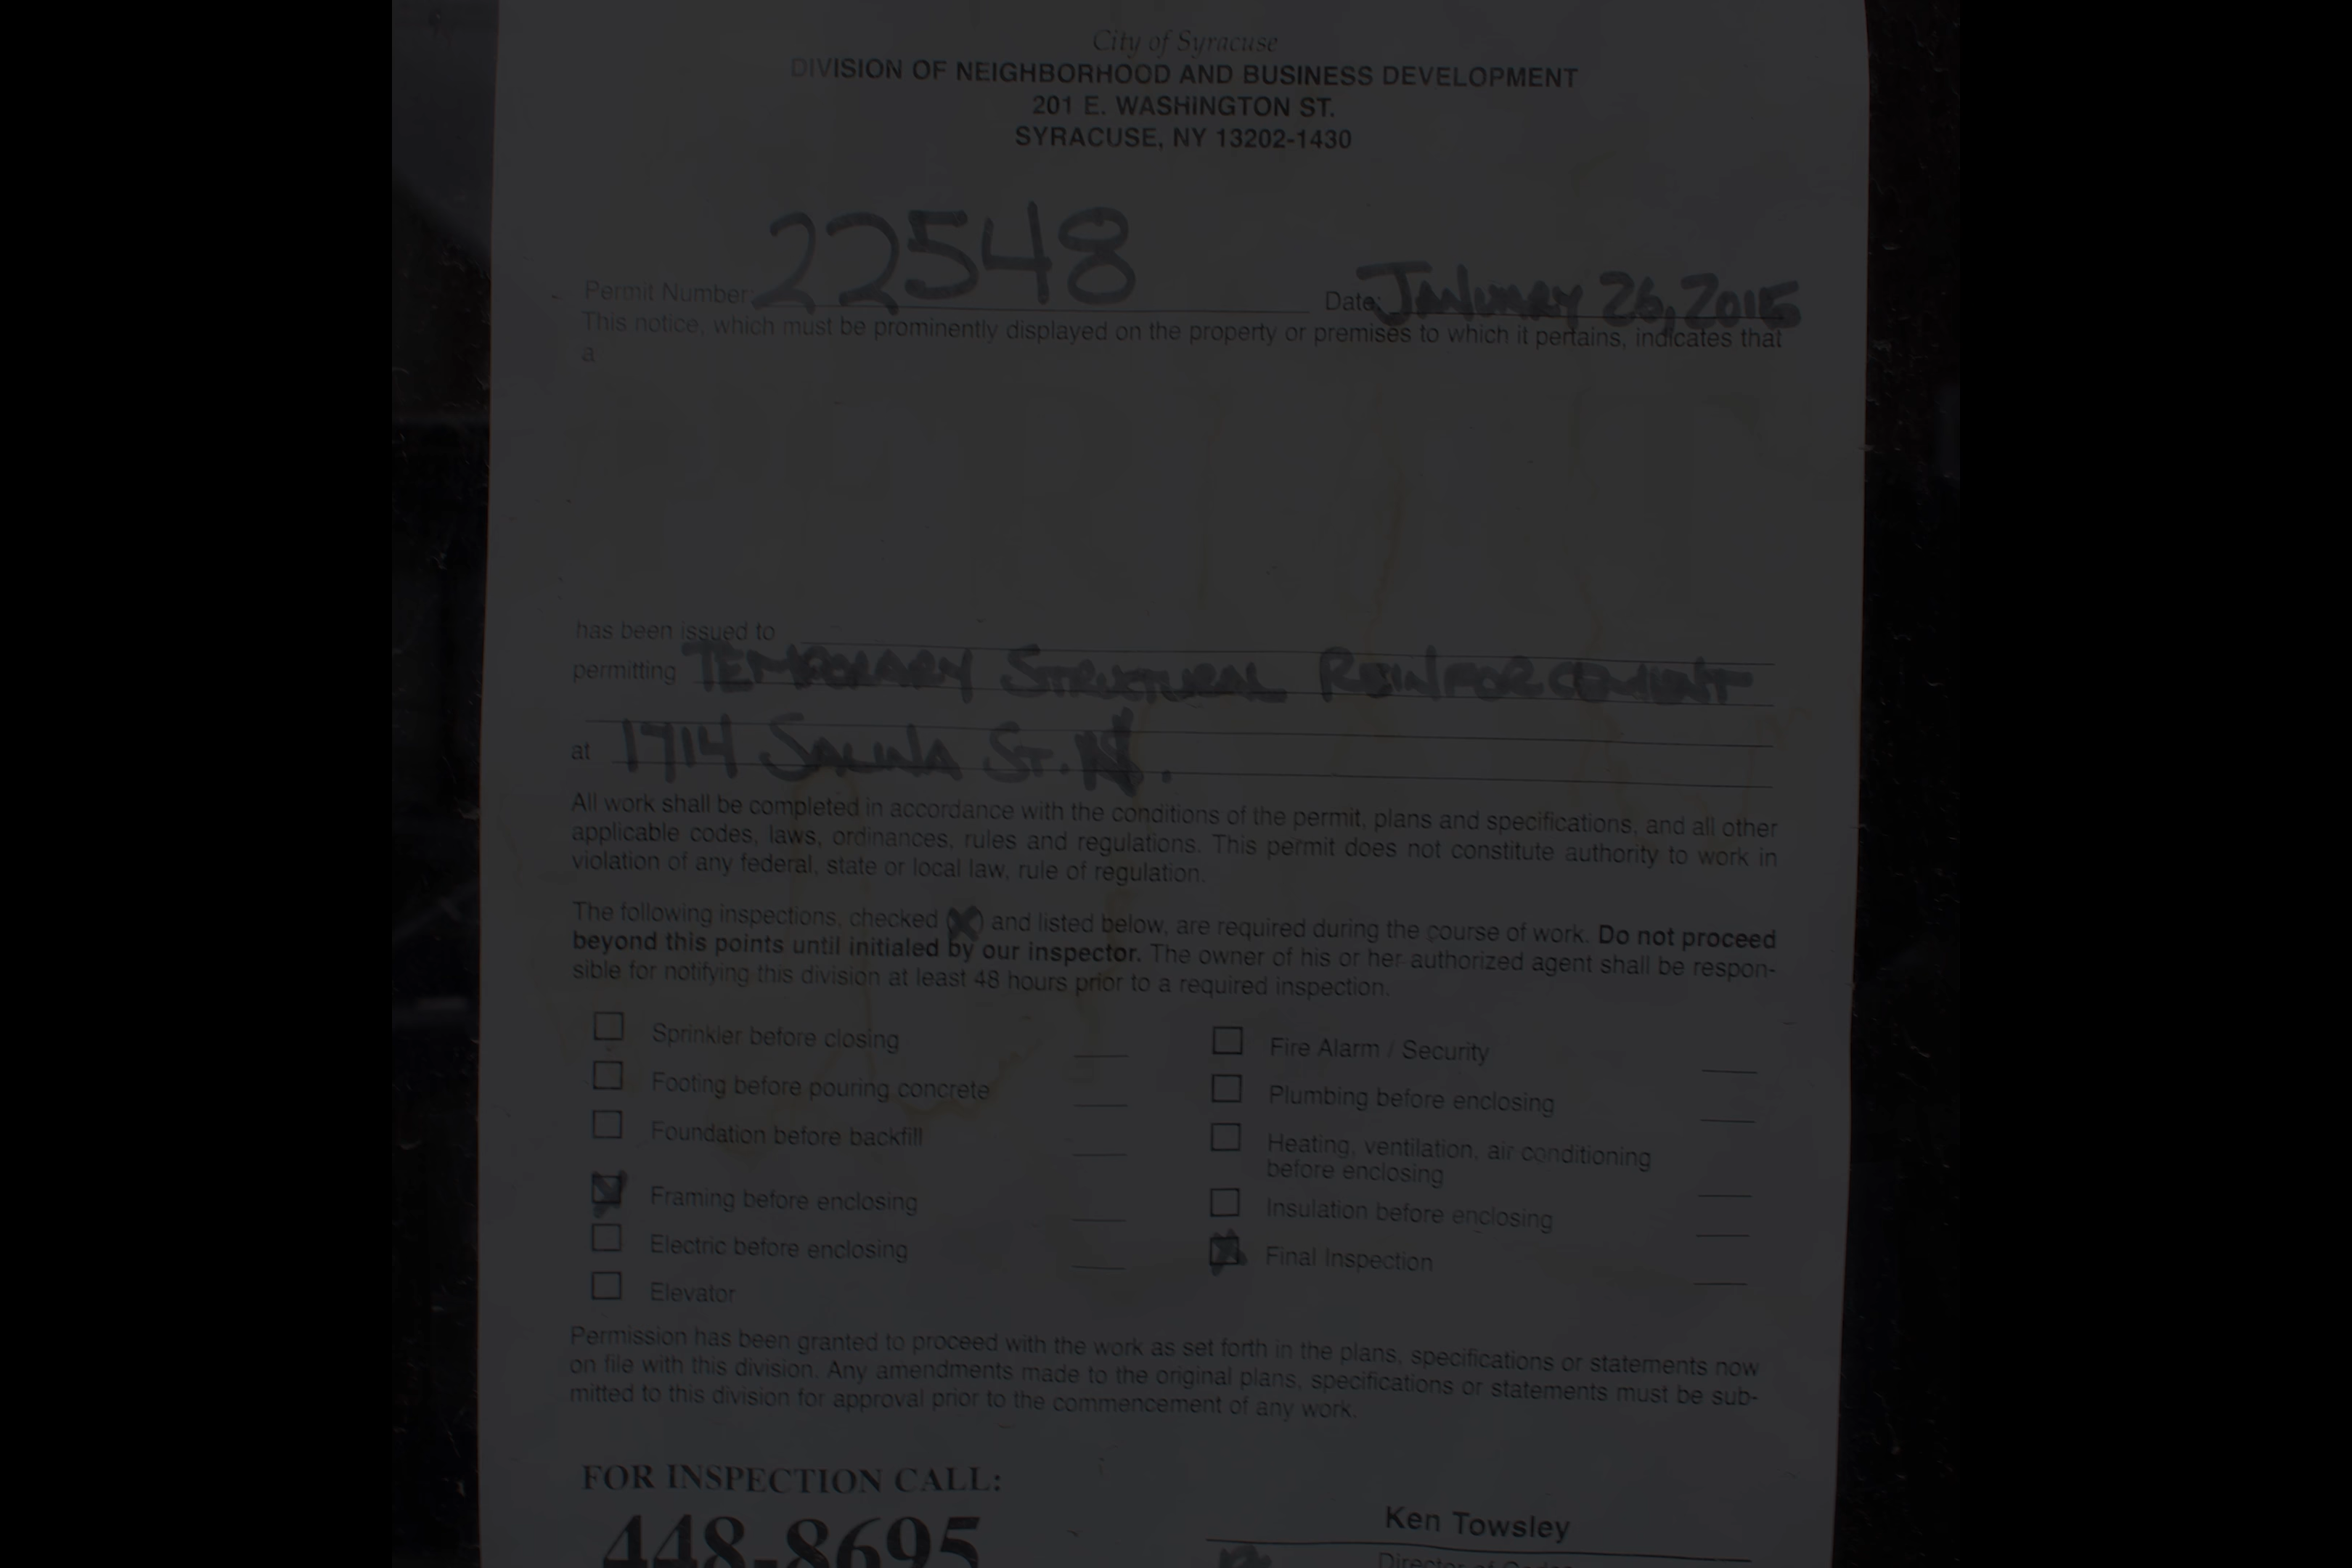 City of Syracuse
DIVISION OF NEIGHBORHOOD AND BUSINESS DEVELOPMENT
201 E. WASHINGTON ST.
SYRACUSE, NY 13202-1430
Permit Number: 22548 Date: JANUARY 26, 2015
This notice, which must be prominently displayed on the property or premises to which it pertains, indicates that
a
has been issued to
permitting TEMPORARY STRUCTURAL REINFORCEMENT
at 1714 SALINA ST. N.
All work shall be completed in accordance with the conditions of the permit, plans and specifications, and all other
applicable codes, laws, ordinances, rules and regulations. This permit does not constitute authority to work in
violation of any federal, state or local law, rule of regulation.
The following inspections, checked (X) and listed below, are required during the course of work. Do not proceed
beyond this points until initialed by our inspector. The owner of his or her authorized agent shall be respon-
sible for notifying this division at least 48 hours prior to a required inspection.
Sprinkler before closing
Footing before pouring concrete
Foundation before backfill
Framing before enclosing
Electric before enclosing
Elevator
Fire Alarm / Security
Plumbing before enclosing
Heating, ventilation, air conditioning
before enclosing
Insulation before enclosing
Final Inspection
Permission has been granted to proceed with the work as set forth in the plans, specifications or statements now
on file with this division. Any amendments made to the original plans, specifications or statements must be sub-
mitted to this division for approval prior to the commencement of any work.
FOR INSPECTION CALL:
448-8695
Ken Towsley
Director of Codes